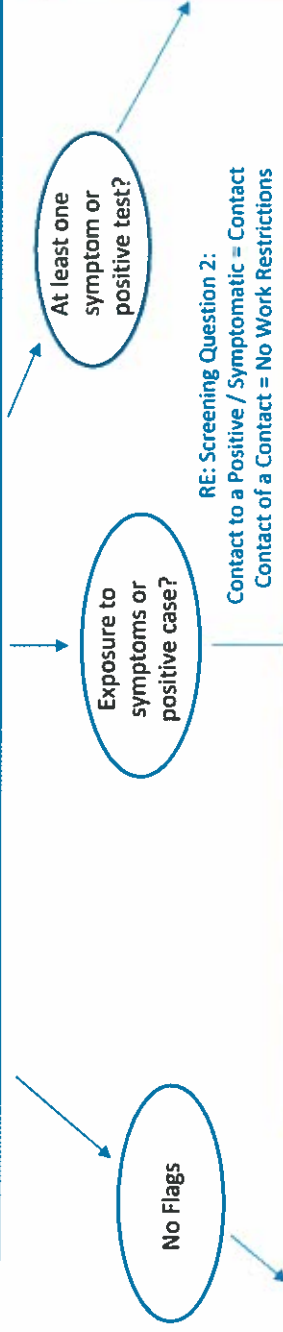 No Flags
Exposure to
symptoms or
positive case?
At least one
symptom or
positive test?
RE: Screening Question 2:
Contact to a Positive / Symptomatic = Contact
Contact of a Contact = No Work Restrictions